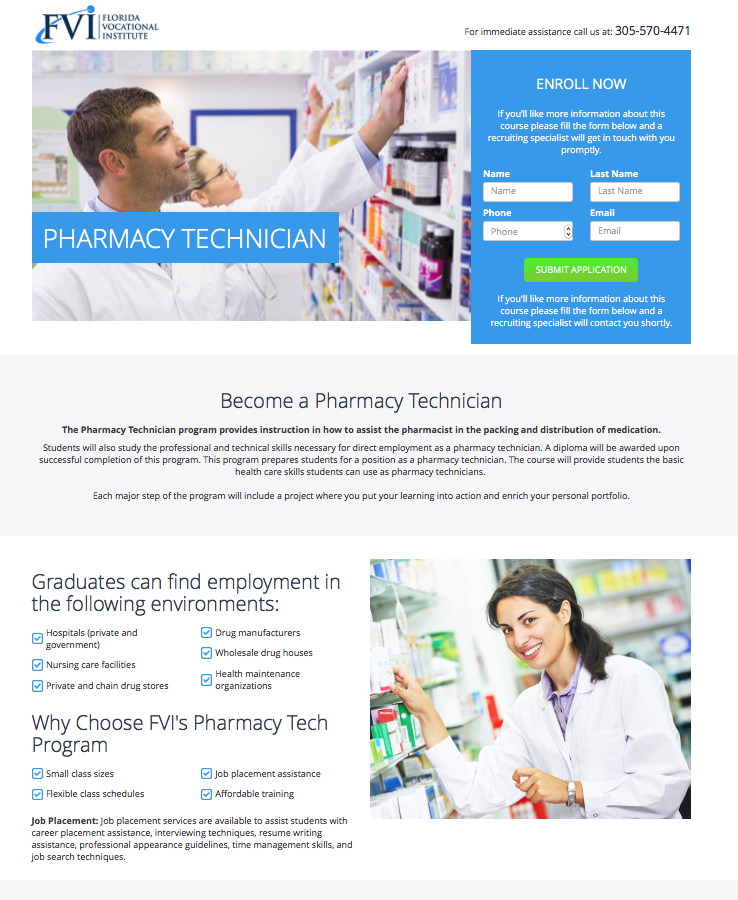 FVI FLORIDA
VOCATIONAL
INSTITUTE
For immediate assistance call us at: 305-570-4471
PHARMACY TECHNICIAN
ENROLL NOW
If you'll like more information about this
course please fill the form below and a
recruiting specialist will get in touch with you
promptly.
Name Last Name
Name Last Name
Phone Email
Phone Email
SUBMIT APPLICATION
If you'll like more information about this
course please fill the form below and a
recruiting specialist will contact you shortly.
Become a Pharmacy Technician
The Pharmacy Technician program provides instruction in how to assist the pharmacist in the packing and distribution of medication.
Students will also study the professional and technical skills necessary for direct employment as a pharmacy technician. A diploma will be awarded upon
successful completion of this program. This program prepares students for a position as a pharmacy technician. The course will provide students the basic
health care skills students can use as pharmacy technicians.
Each major step of the program will include a project where you put your learning into action and enrich your personal portfolio.
Graduates can find employment in
the following environments:
Hospitals (private and
government)
Nursing care facilities
Private and chain drug stores
Drug manufacturers
Wholesale drug houses
Health maintenance
organizations
Why Choose FVI's Pharmacy Tech
Program
Small class sizes
Flexible class schedules
Job placement assistance
Affordable training
Job Placement: Job placement services are available to assist students with
career placement assistance, interviewing techniques, resume writing
assistance, professional appearance guidelines, time management skills, and
job search techniques.